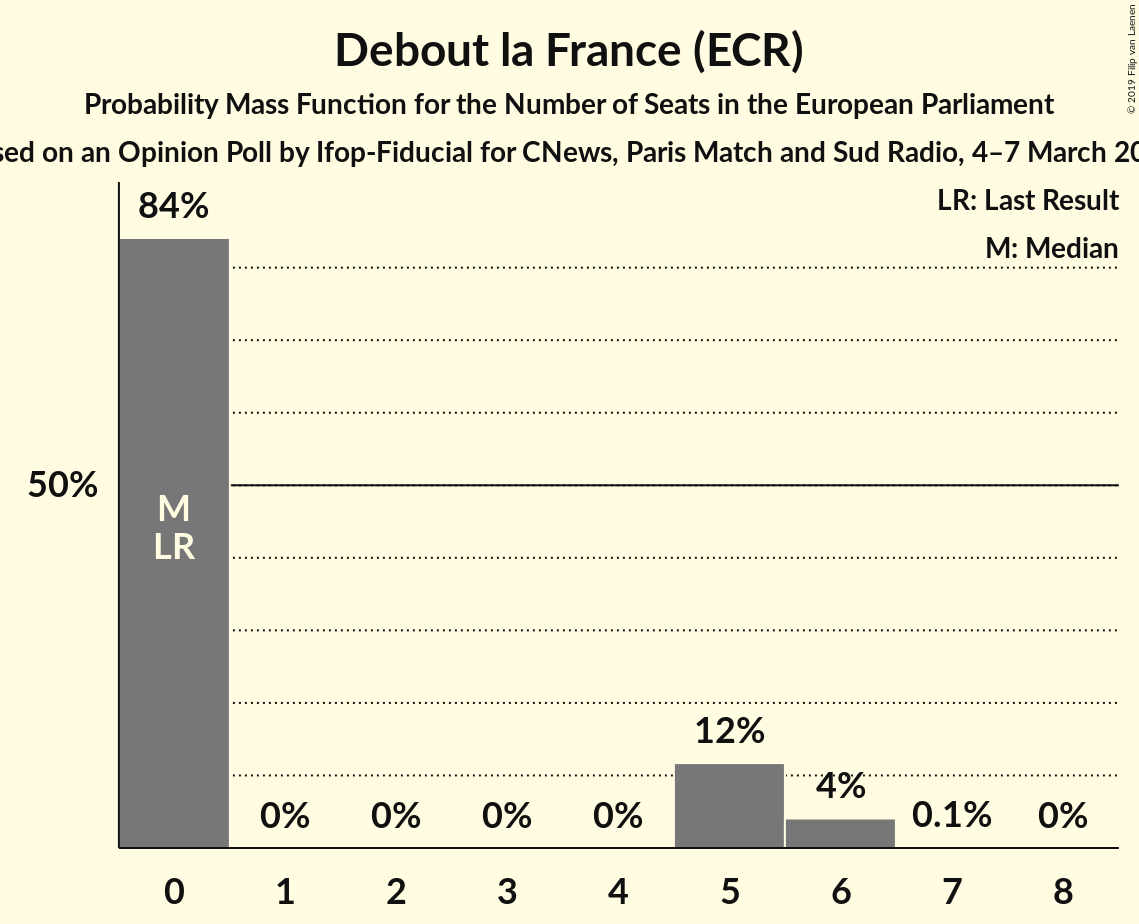 Debout la France (ECR)
Probability Mass Function for the Number of Seats in the European Parliament
sed on an Opinion Poll by Ifop-Fiducial for CNews, Paris Match and Sud Radio, 4–7 March 20
© 2019 Filip van Laenen
LR: Last Result
M: Median
84%
50%
M
LR
12%
4%
0%
0%
0%
0%
0.1%
0%
0
1
2
3
4
5
6
7
8